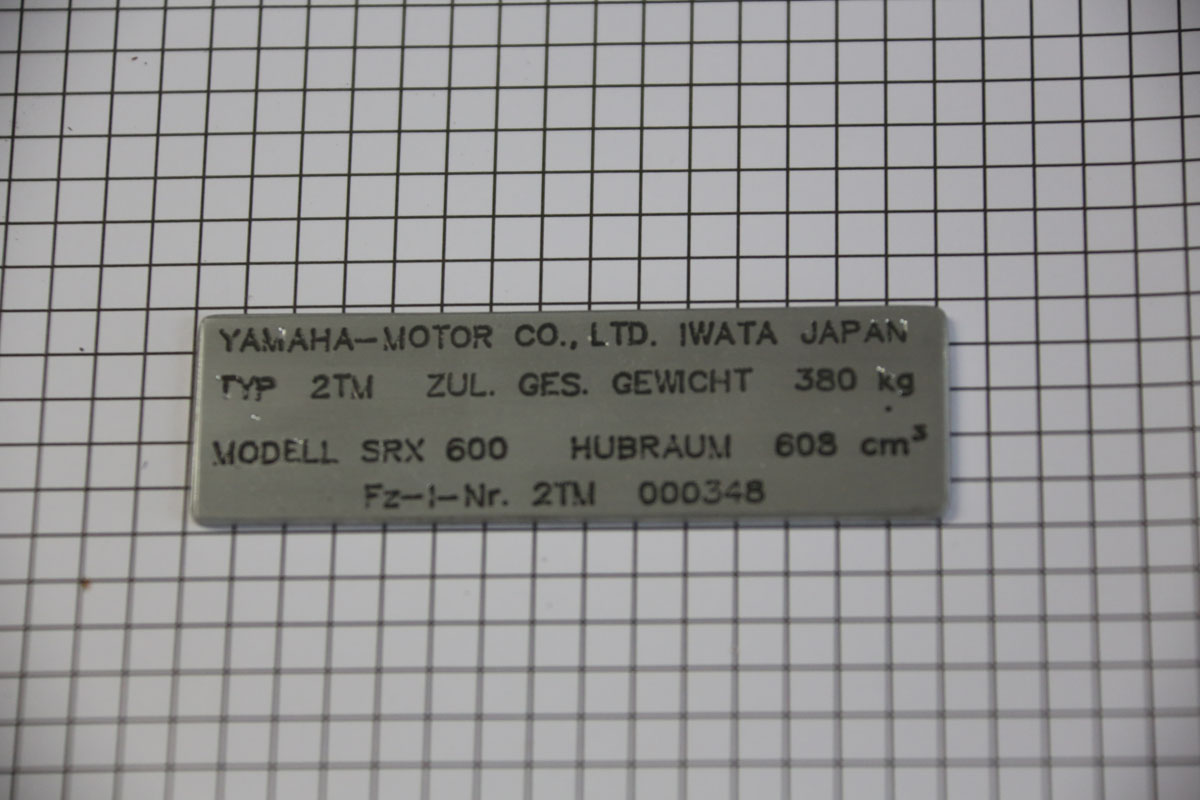 YAMAHA-MOTOR CO., LTD. IWATA JAPAN
TYP 2TM ZUL. GES. GEWICHT 380 kg
MODELL SRX 600 HUBRAUM 608 cm³
Fz-I-Nr. 2TM 000348